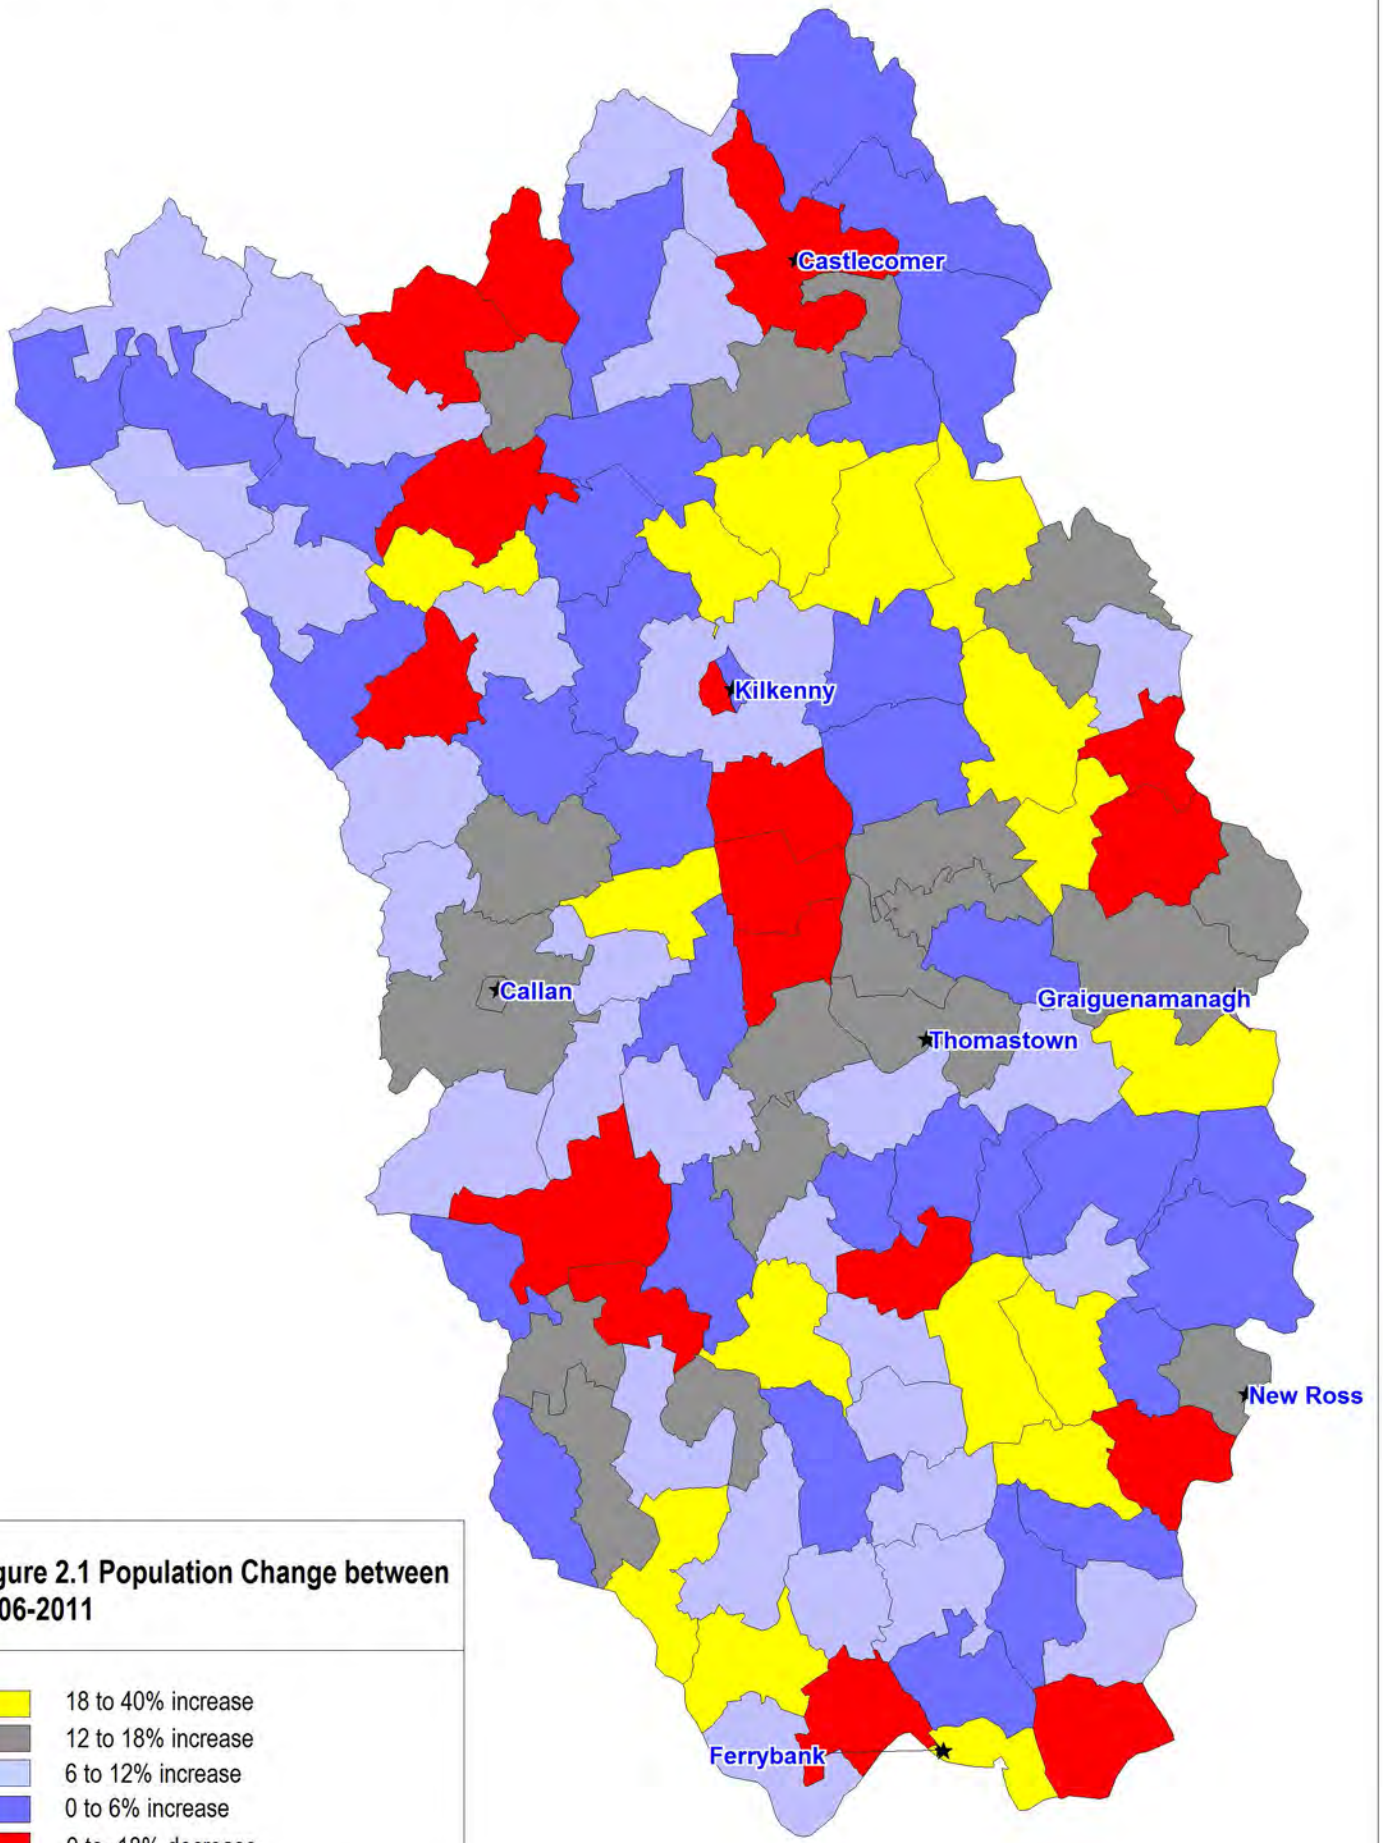 Castlecomer
Kilkenny
Callan
Graiguenamanagh
Thomastown
New Ross
Ferrybank
gure 2.1 Population Change between
06-2011
18 to 40% increase
12 to 18% increase
6 to 12% increase
0 to 6% increase